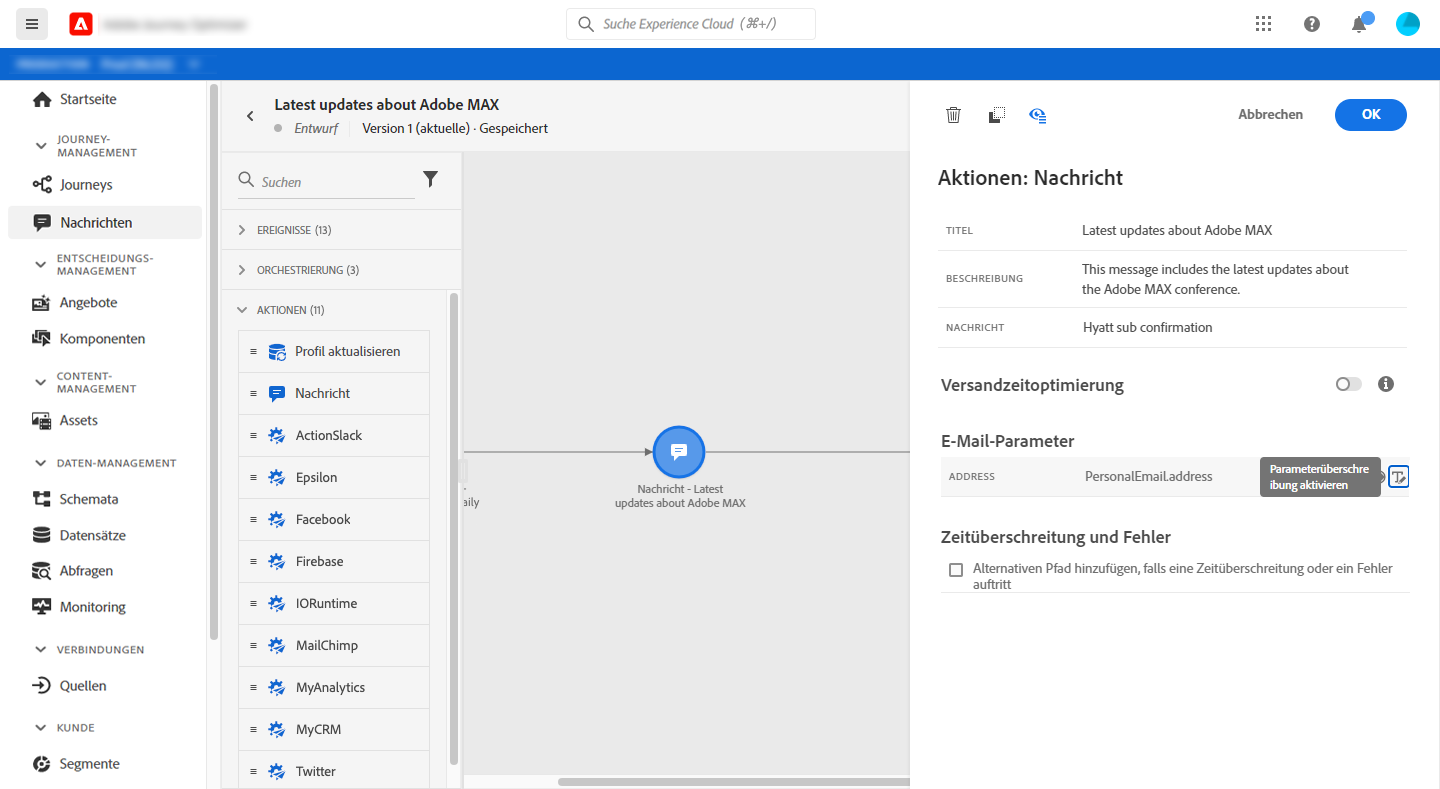 Suche Experience Cloud (⌘+/)
Startseite
JOURNEY-
MANAGEMENT
Journeys
Nachrichten
ENTSCHEIDUNGS-
MANAGEMENT
Angebote
Komponenten
CONTENT-
MANAGEMENT
Assets
DATEN-MANAGEMENT
Schemata
Datensätze
Abfragen
Monitoring
VERBINDUNGEN
Quellen
KUNDE
Segmente
Latest updates about Adobe MAX
Entwurf
Version 1 (aktuelle) · Gespeichert
Suchen
EREIGNISSE (13)
ORCHESTRIERUNG (3)
AKTIONEN (11)
Profil aktualisieren
Nachricht
ActionSlack
Epsilon
Facebook
Firebase
IORuntime
MailChimp
MyAnalytics
MyCRM
Twitter
aily
Nachricht - Latest
updates about Adobe MAX
Abbrechen
OK
Aktionen: Nachricht
TITEL
Latest updates about Adobe MAX
BESCHREIBUNG
This message includes the latest updates about
the Adobe MAX conference.
NACHRICHT
Hyatt sub confirmation
Versandzeitoptimierung
E-Mail-Parameter
ADDRESS
PersonalEmail.address
Parameterüberschre
ibung aktivieren
Zeitüberschreitung und Fehler
Alternativen Pfad hinzufügen, falls eine Zeitüberschreitung oder ein Fehler
auftritt